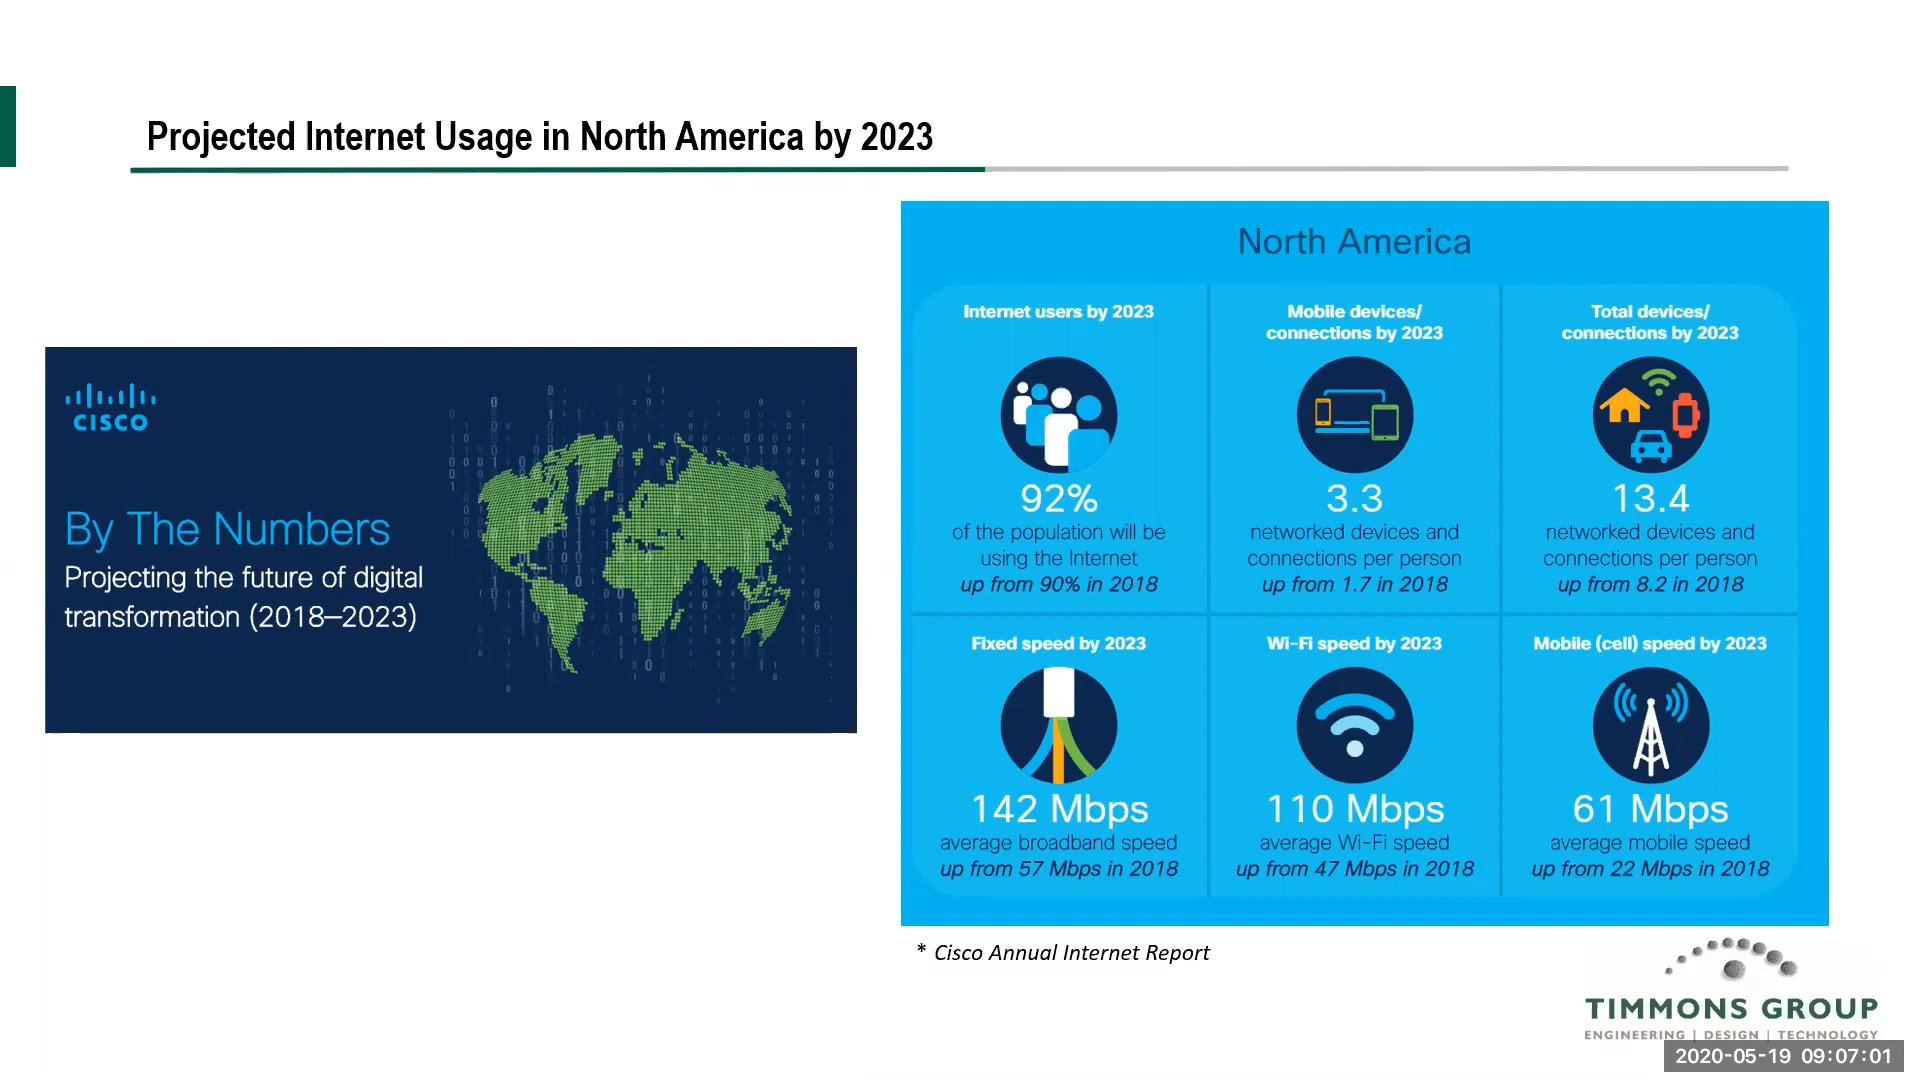 Projected Internet Usage in North America by 2023
CISCO
By The Numbers
Projecting the future of digital
transformation (2018–2023)
North America
Internet users by 2023
92%
of the population will be
using the Internet
up from 90% in 2018
Mobile devices/
connections by 2023
3.3
networked devices and
connections per person
up from 1.7 in 2018
Total devices/
connections by 2023
13.4
networked devices and
connections per person
up from 8.2 in 2018
Fixed speed by 2023
142 Mbps
average broadband speed
up from 57 Mbps in 2018
Wi-Fi speed by 2023
110 Mbps
average Wi-Fi speed
up from 47 Mbps in 2018
Mobile (cell) speed by 2023
61 Mbps
average mobile speed
up from 22 Mbps in 2018
* Cisco Annual Internet Report
TIMMONS GROUP
ENGINEERING | DESIGN | TECHNOLOGY
2020-05-19 09:07:01